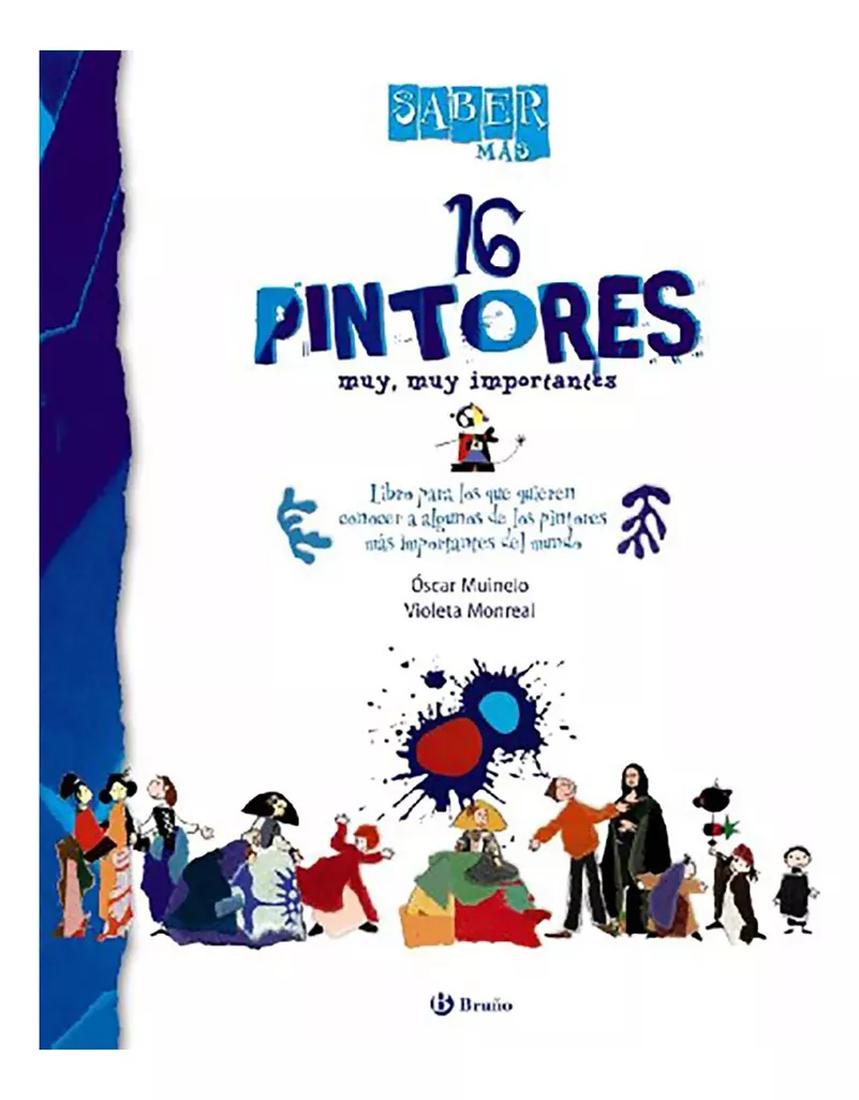 SABER
MÁS
16
PINTORES
muy, muy importantes
Libro para los que quieren
conocer a algunos de los pintores
más importantes del mundo
Óscar Muinelo
Violeta Monreal
B Bruño